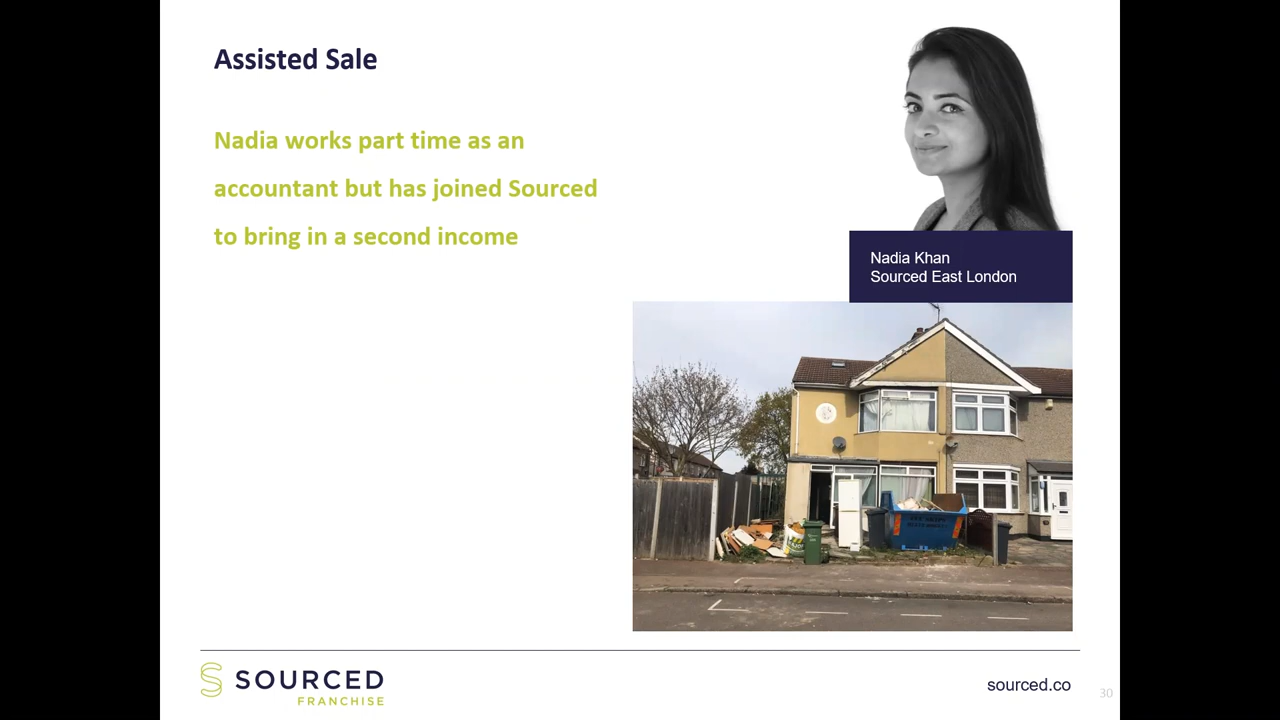 Assisted Sale
Nadia works part time as an
accountant but has joined Sourced
to bring in a second income
Nadia Khan
Sourced East London
SOURCED
FRANCHISE
sourced.co
30